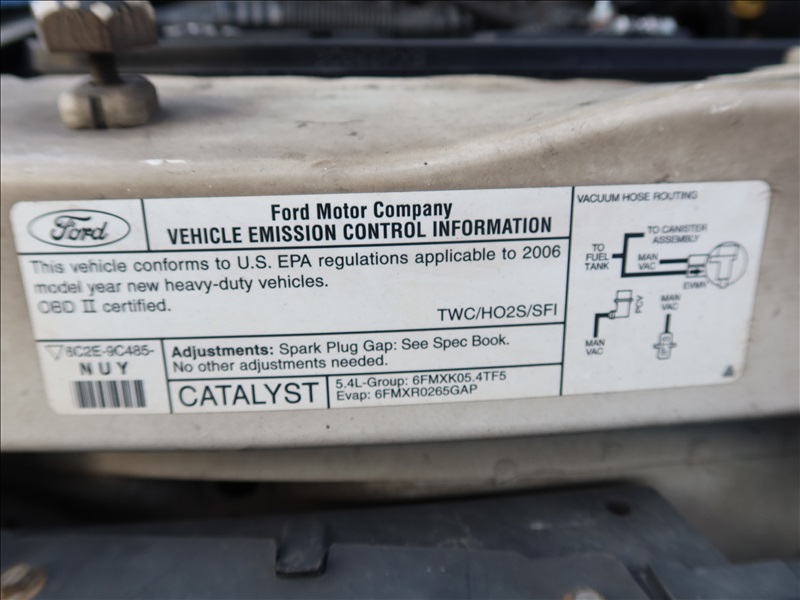 Ford
Ford Motor Company
VEHICLE EMISSION CONTROL INFORMATION
This vehicle conforms to U.S. EPA regulations applicable to 2006
model year new heavy-duty vehicles.
OBD II certified.
TWC/HO2S/SFI
6C2E-9C485-
NUY
Adjustments: Spark Plug Gap: See Spec Book.
No other adjustments needed.
CATALYST
5.4L-Group: 6FMXK05.4TF5
Evap: 6FMXR0265GAP
VACUUM HOSE ROUTING
TO CANISTER
ASSEMBLY
TO
FUEL
TANK
MAN
VAC
EVMV
PCV
MAN
VAC
MAN
VAC